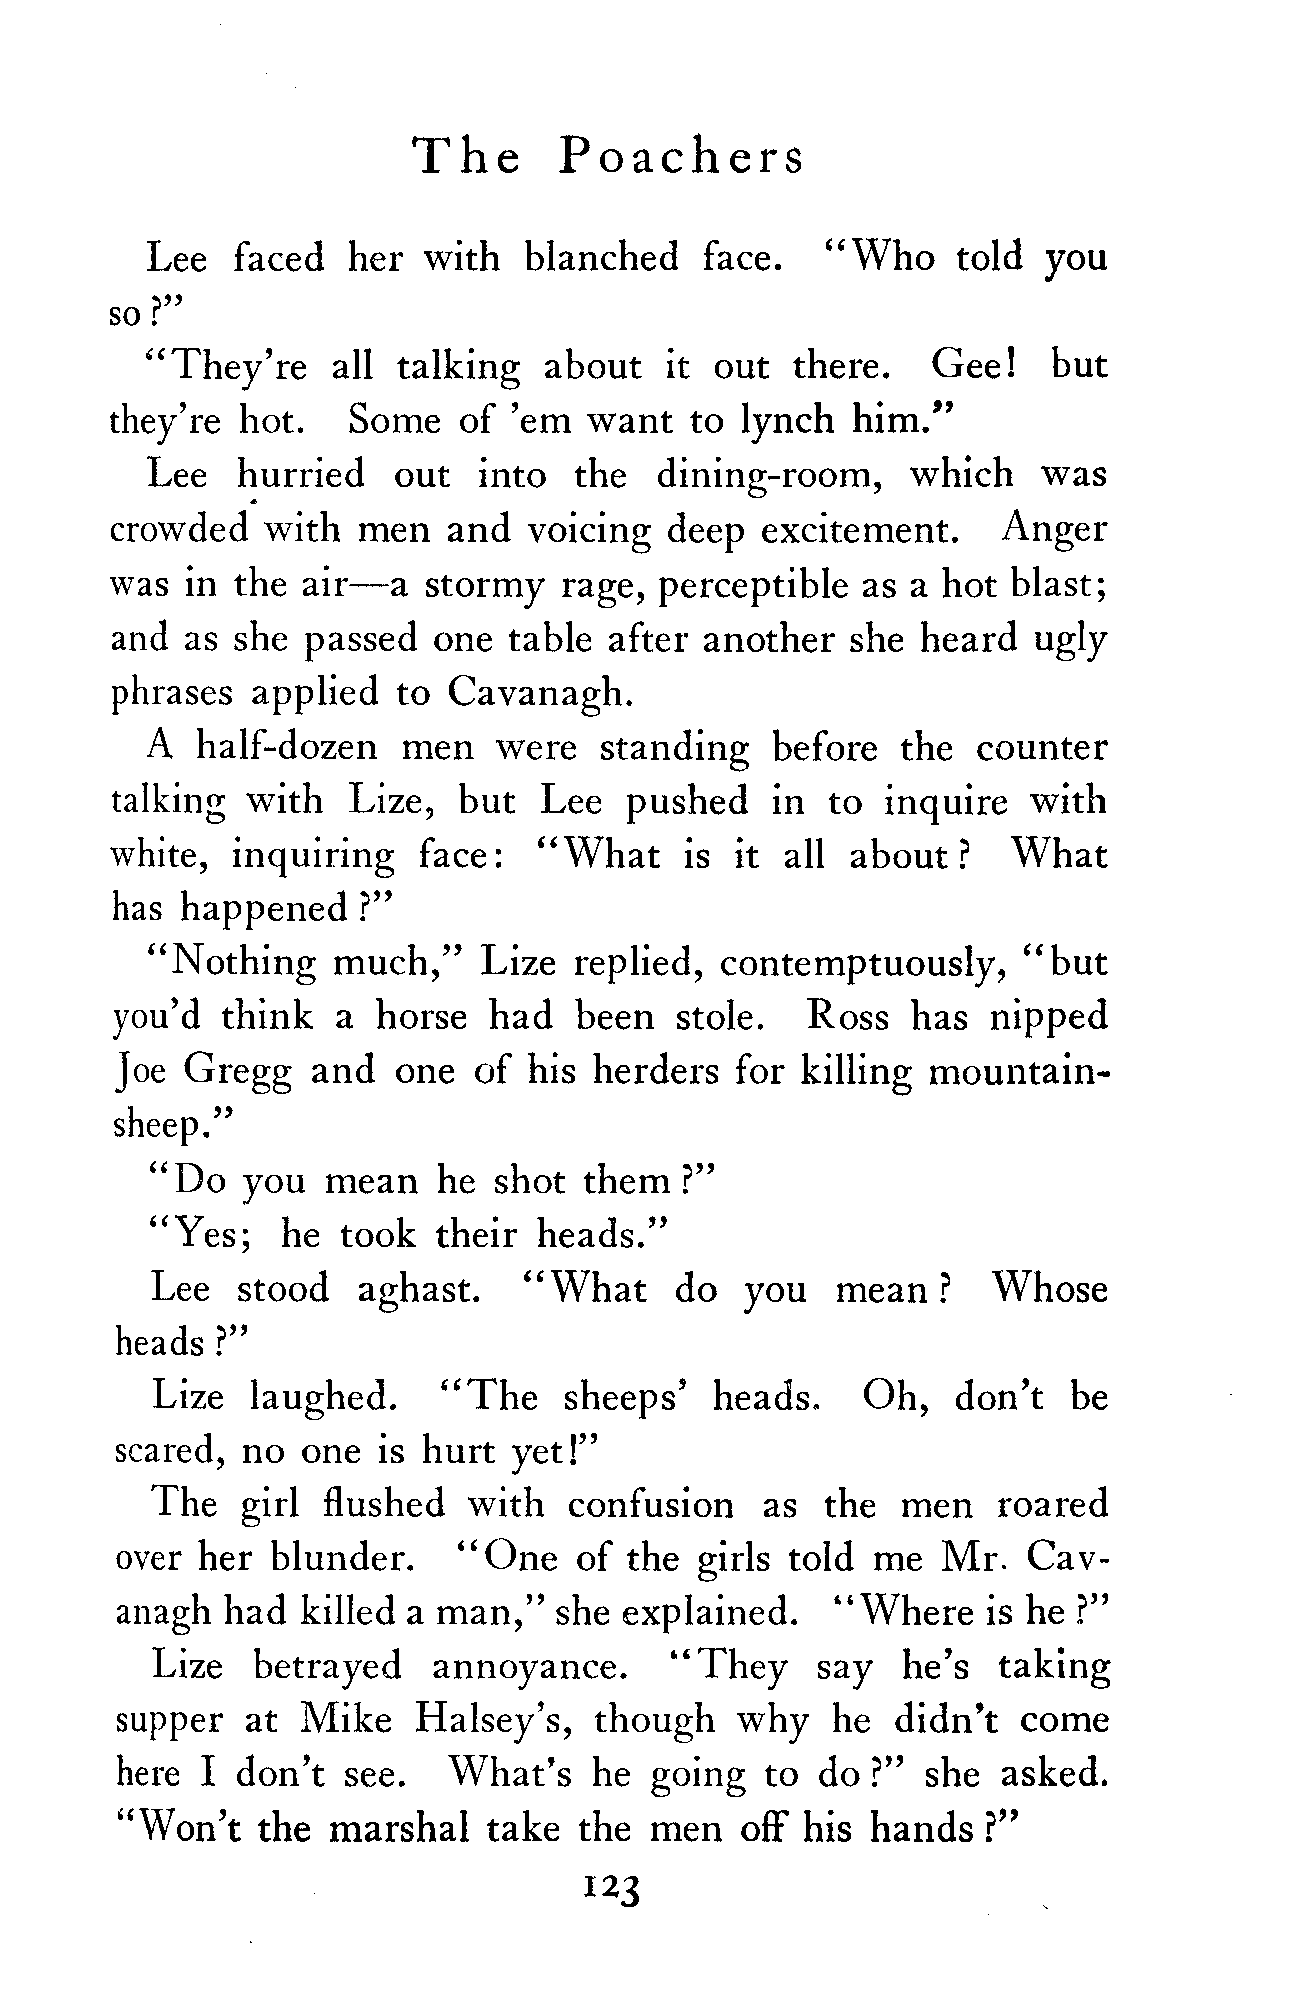 The Poachers
Lee faced her with blanched face. “Who told you
so?”
“They’re all talking about it out there. Gee! but
they’re hot. Some of ’em want to lynch him.”
Lee hurried out into the dining-room, which was
crowded with men and voicing deep excitement. Anger
was in the air—a stormy rage, perceptible as a hot blast;
and as she passed one table after another she heard ugly
phrases applied to Cavanagh.
A half-dozen men were standing before the counter
talking with Lize, but Lee pushed in to inquire with
white, inquiring face: “What is it all about? What
has happened?”
“Nothing much,” Lize replied, contemptuously, “but
you’d think a horse had been stole. Ross has nipped
Joe Gregg and one of his herders for killing mountain-
sheep.”
“Do you mean he shot them?”
“Yes; he took their heads.”
Lee stood aghast. “What do you mean? Whose
heads?”
Lize laughed. “The sheeps’ heads. Oh, don’t be
scared, no one is hurt yet!”
The girl flushed with confusion as the men roared
over her blunder. “One of the girls told me Mr. Cav-
anagh had killed a man,” she explained. “Where is he?”
Lize betrayed annoyance. “They say he’s taking
supper at Mike Halsey’s, though why he didn’t come
here I don’t see. What’s he going to do?” she asked.
“Won’t the marshal take the men off his hands?”
123